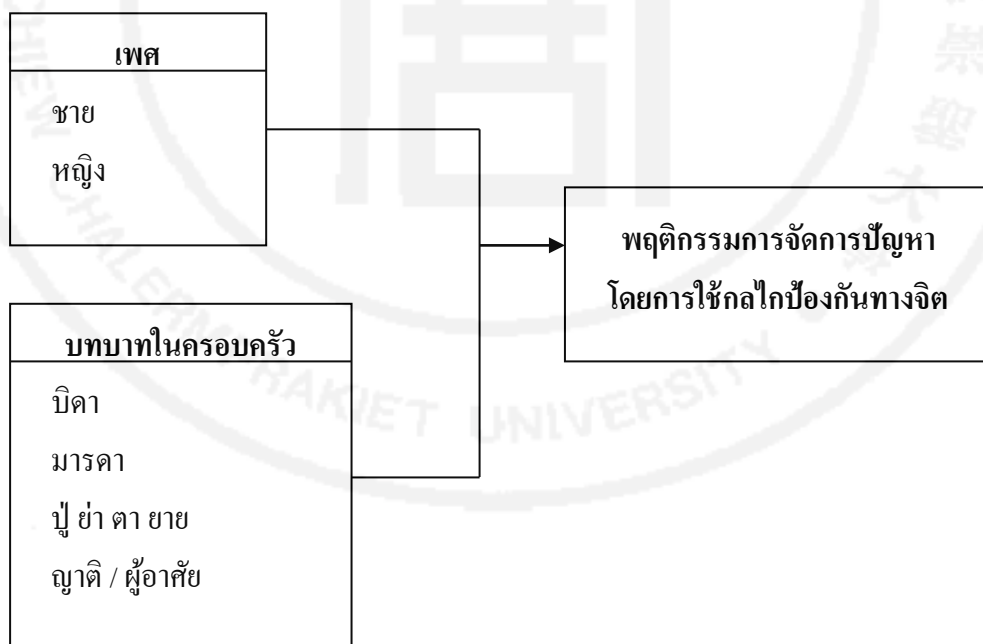 เพศ
ชาย
หญิง
พฤติกรรมการจัดการปัญหา
โดยการใช้กลไกป้องกันทางจิต
บทบาทในครอบครัว
บิดา
มารดา
ปู่ ย่า ตา ยาย
ญาติ / ผู้อาศัย
CHIEW CHALERMPRAKIET UNIVERSITY